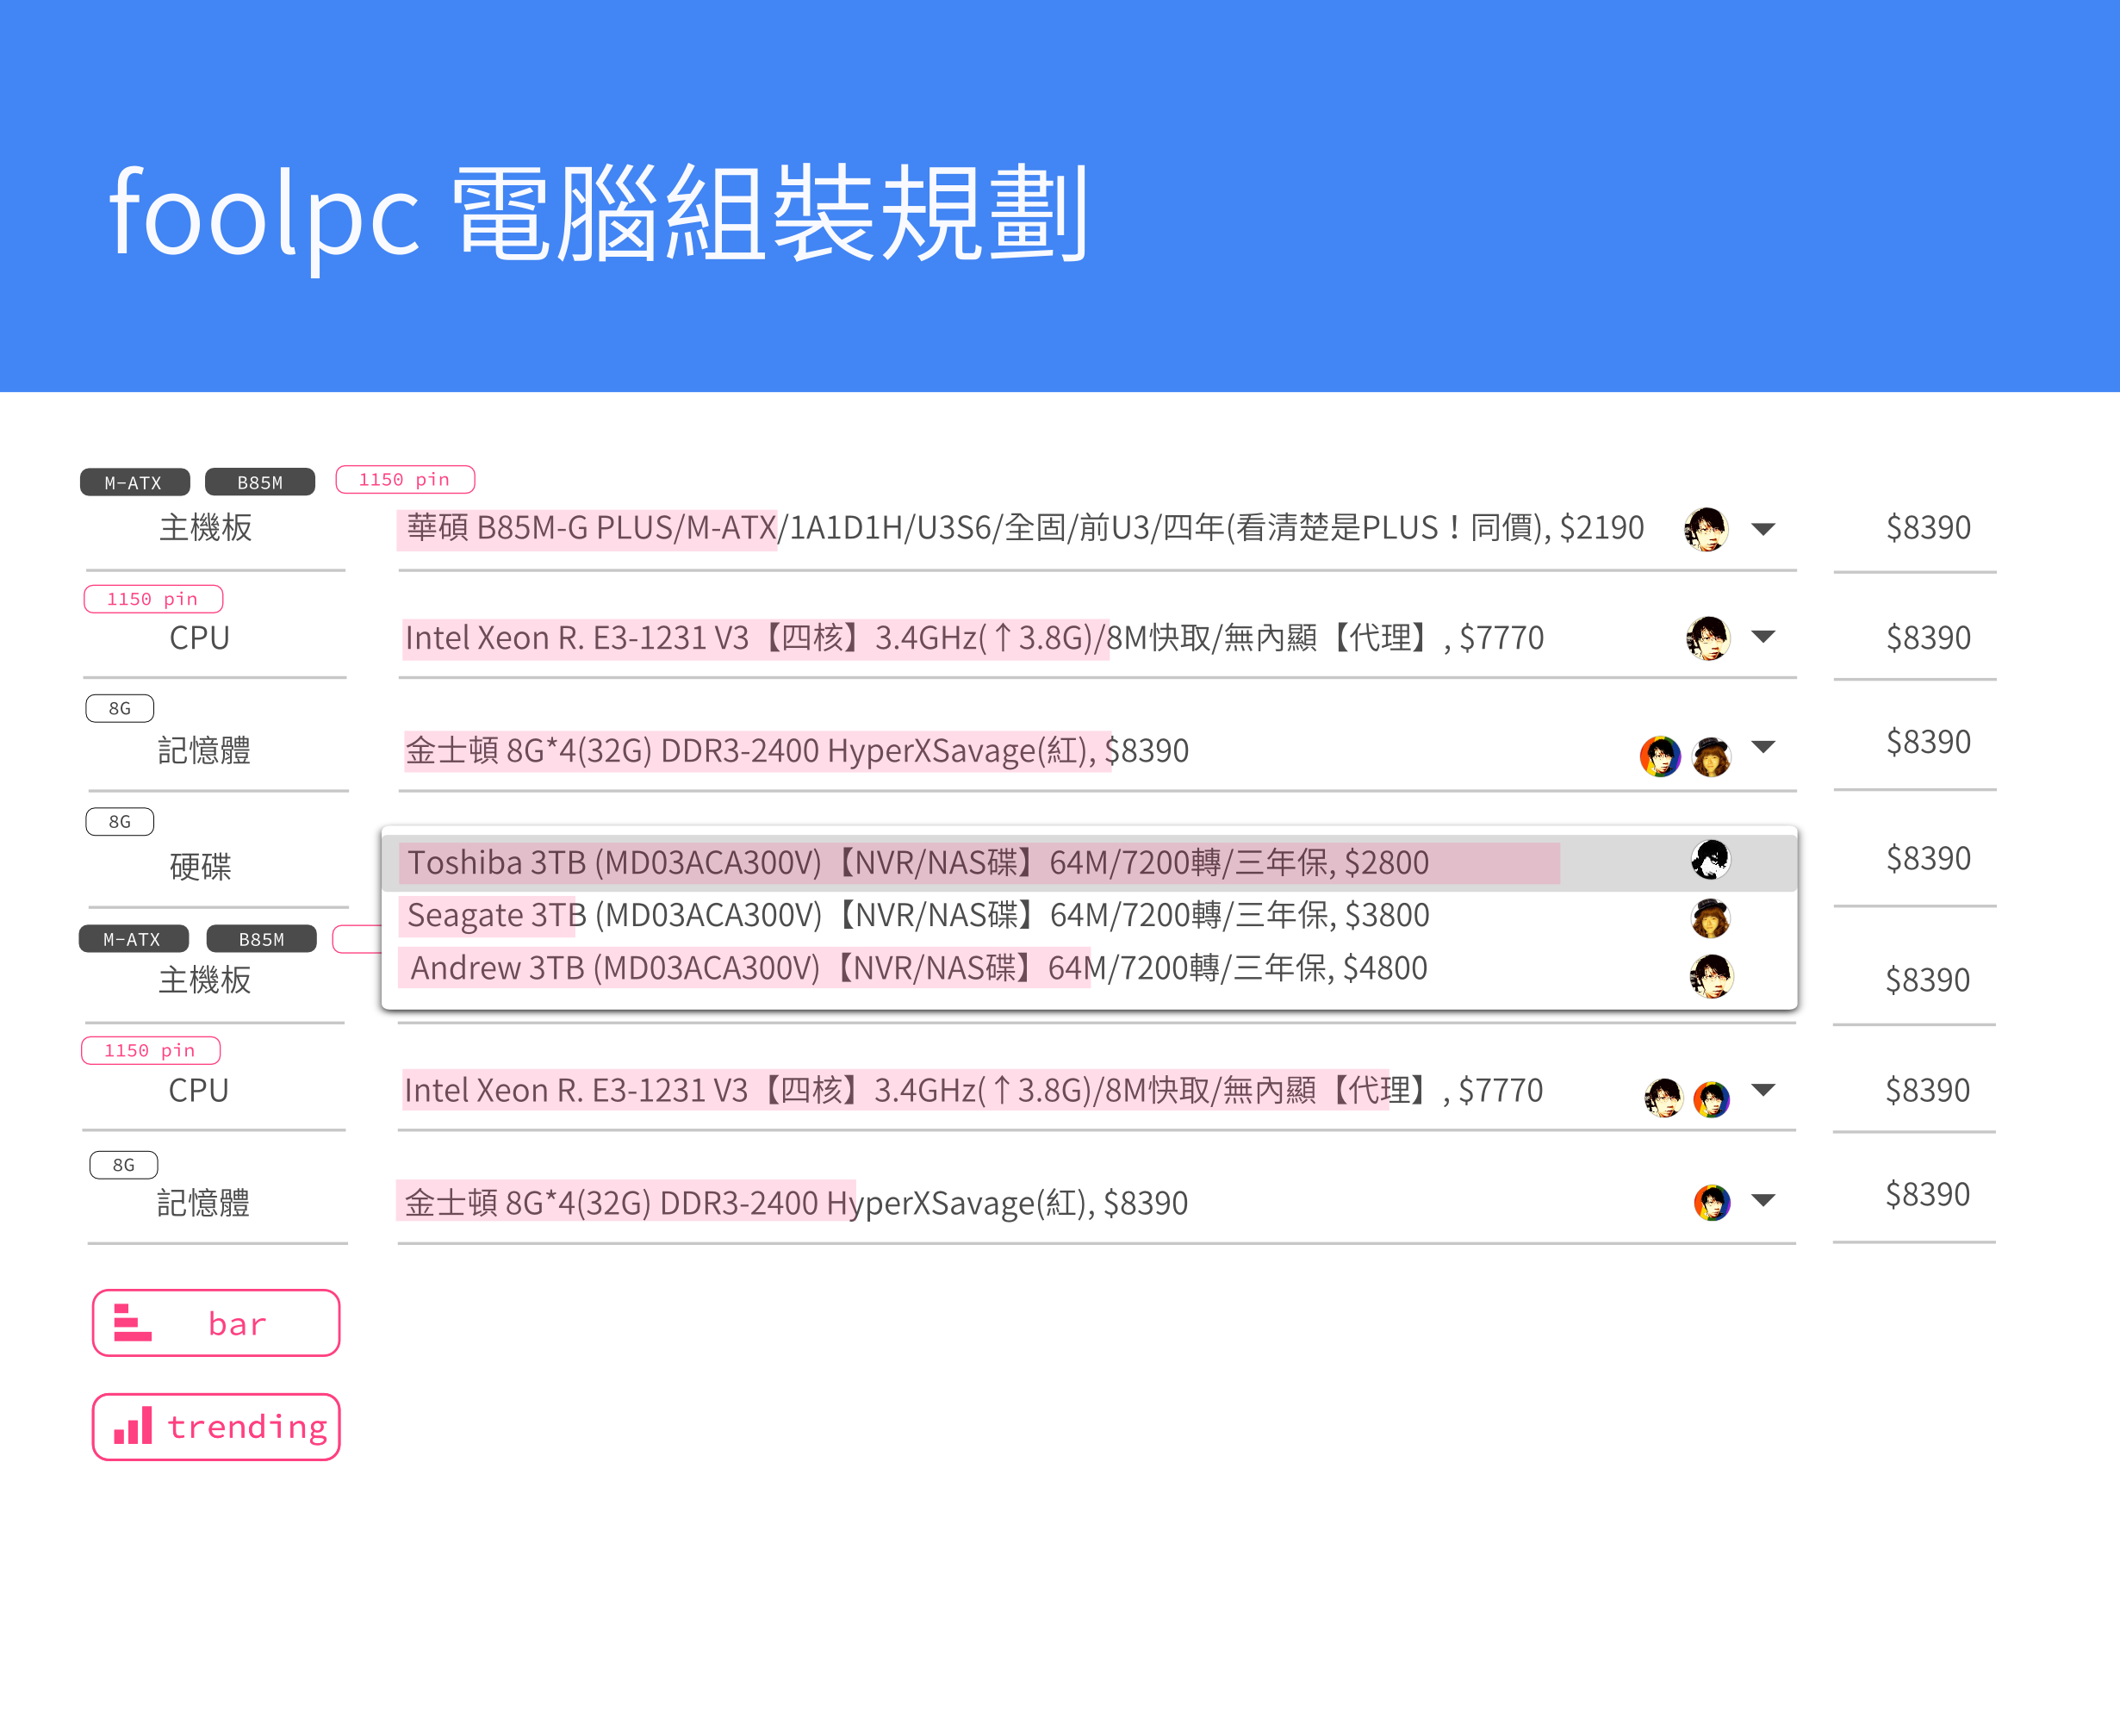 foolpc 電腦組裝規劃
M-ATX B85M 1150 pin
主機板 華碩 B85M-G PLUS/M-ATX/1A1D1H/U3S6/全固/前U3/四年(看清楚是PLUS！同價), $2190 $8390
1150 pin
CPU Intel Xeon R. E3-1231 V3【四核】3.4GHz(↑3.8G)/8M快取/無內顯【代理】, $7770 $8390
8G
記憶體 金士頓 8G*4(32G) DDR3-2400 HyperXSavage(紅), $8390 $8390
8G
硬碟 Toshiba 3TB (MD03ACA300V)【NVR/NAS碟】64M/7200轉/三年保, $2800 $8390
Seagate 3TB (MD03ACA300V)【NVR/NAS碟】64M/7200轉/三年保, $3800
M-ATX B85M
主機板 Andrew 3TB (MD03ACA300V)【NVR/NAS碟】64M/7200轉/三年保, $4800 $8390
1150 pin
CPU Intel Xeon R. E3-1231 V3【四核】3.4GHz(↑3.8G)/8M快取/無內顯【代理】, $7770 $8390
8G
記憶體 金士頓 8G*4(32G) DDR3-2400 HyperXSavage(紅), $8390 $8390
bar
trending